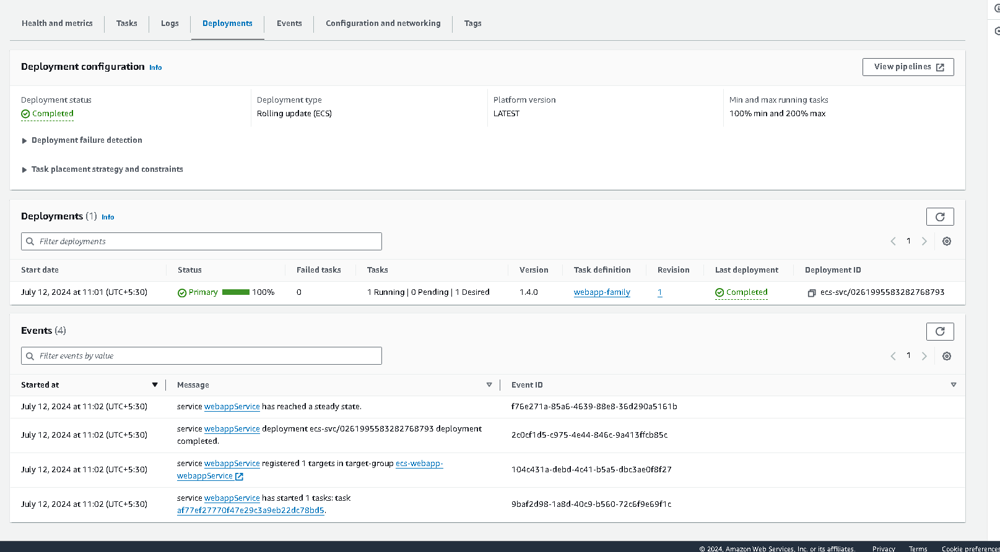 Health and metrics Tasks Logs Deployments Events Configuration and networking Tags
Deployment configuration Info View pipelines
Deployment status Deployment type Platform version Min and max running tasks
Completed Rolling update (ECS) LATEST 100% min and 200% max
Deployment failure detection
Task placement strategy and constraints
Deployments (1) Info
Filter deployments 1
Start date Status Failed tasks Tasks Version Task definition Revision Last deployment Deployment ID
July 12, 2024 at 11:01 (UTC+5:30) Primary 100% 0 1 Running | 0 Pending | 1 Desired 1.4.0 webapp-family 1 Completed ecs-svc/0261995583282768793
Events (4)
Filter events by value 1
Started at Message Event ID
July 12, 2024 at 11:02 (UTC+5:30) service webappService has reached a steady state. f76e271a-85a6-4639-88e8-36d290a5161b
service webappService deployment ecs-svc/0261995583282768793 deployment
July 12, 2024 at 11:02 (UTC+5:30) 2c0cf1d5-c975-4e44-846c-9a413ffcb85c
completed.
service webappService registered 1 targets in target-group ecs-webapp-
July 12, 2024 at 11:02 (UTC+5:30) 104c431a-debd-4c41-b5a5-dbc3ae0f8f27
webappService
service webappService has started 1 tasks: task
July 12, 2024 at 11:02 (UTC+5:30) 9baf2d98-1a8d-40c9-b560-72c6f9e69f1c
af77ef27770f47e29c3a9eb22dc78bd5.
© 2024, Amazon Web Services, Inc. or its affiliates. Privacy Terms Cookie preferences